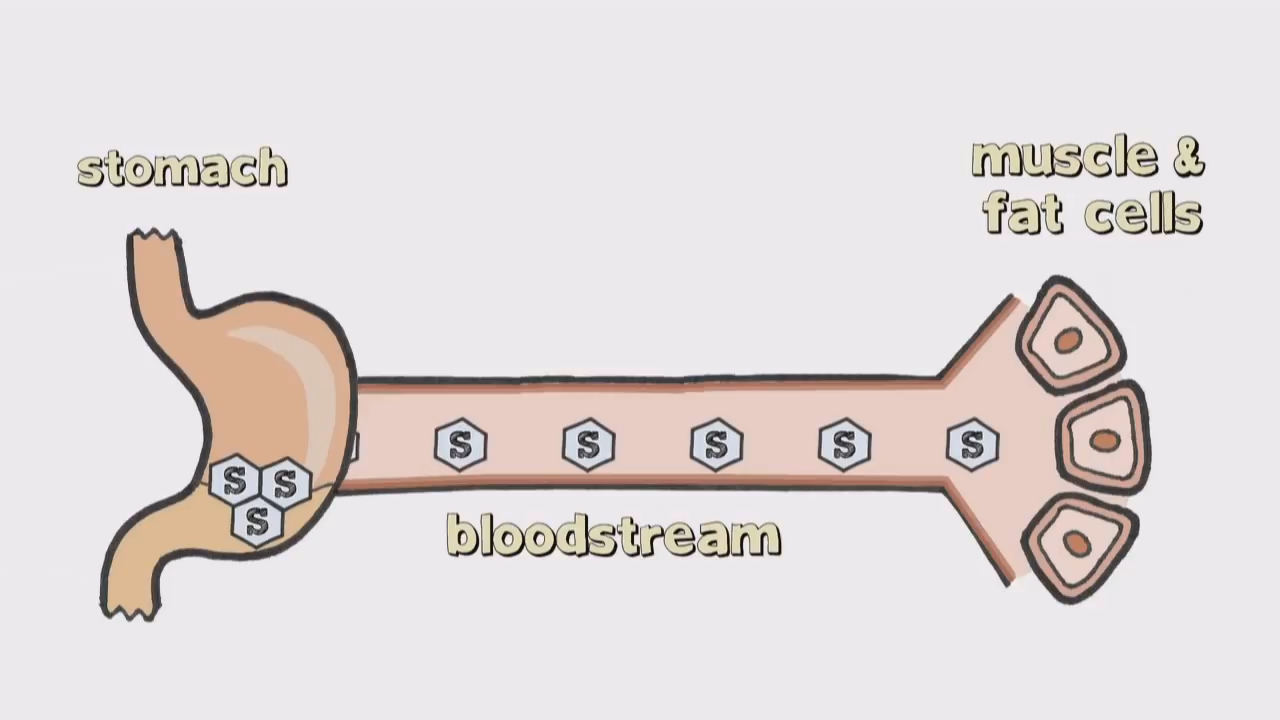 stomach
muscle &
fat cells
S S S S S
S S
S
bloodstream